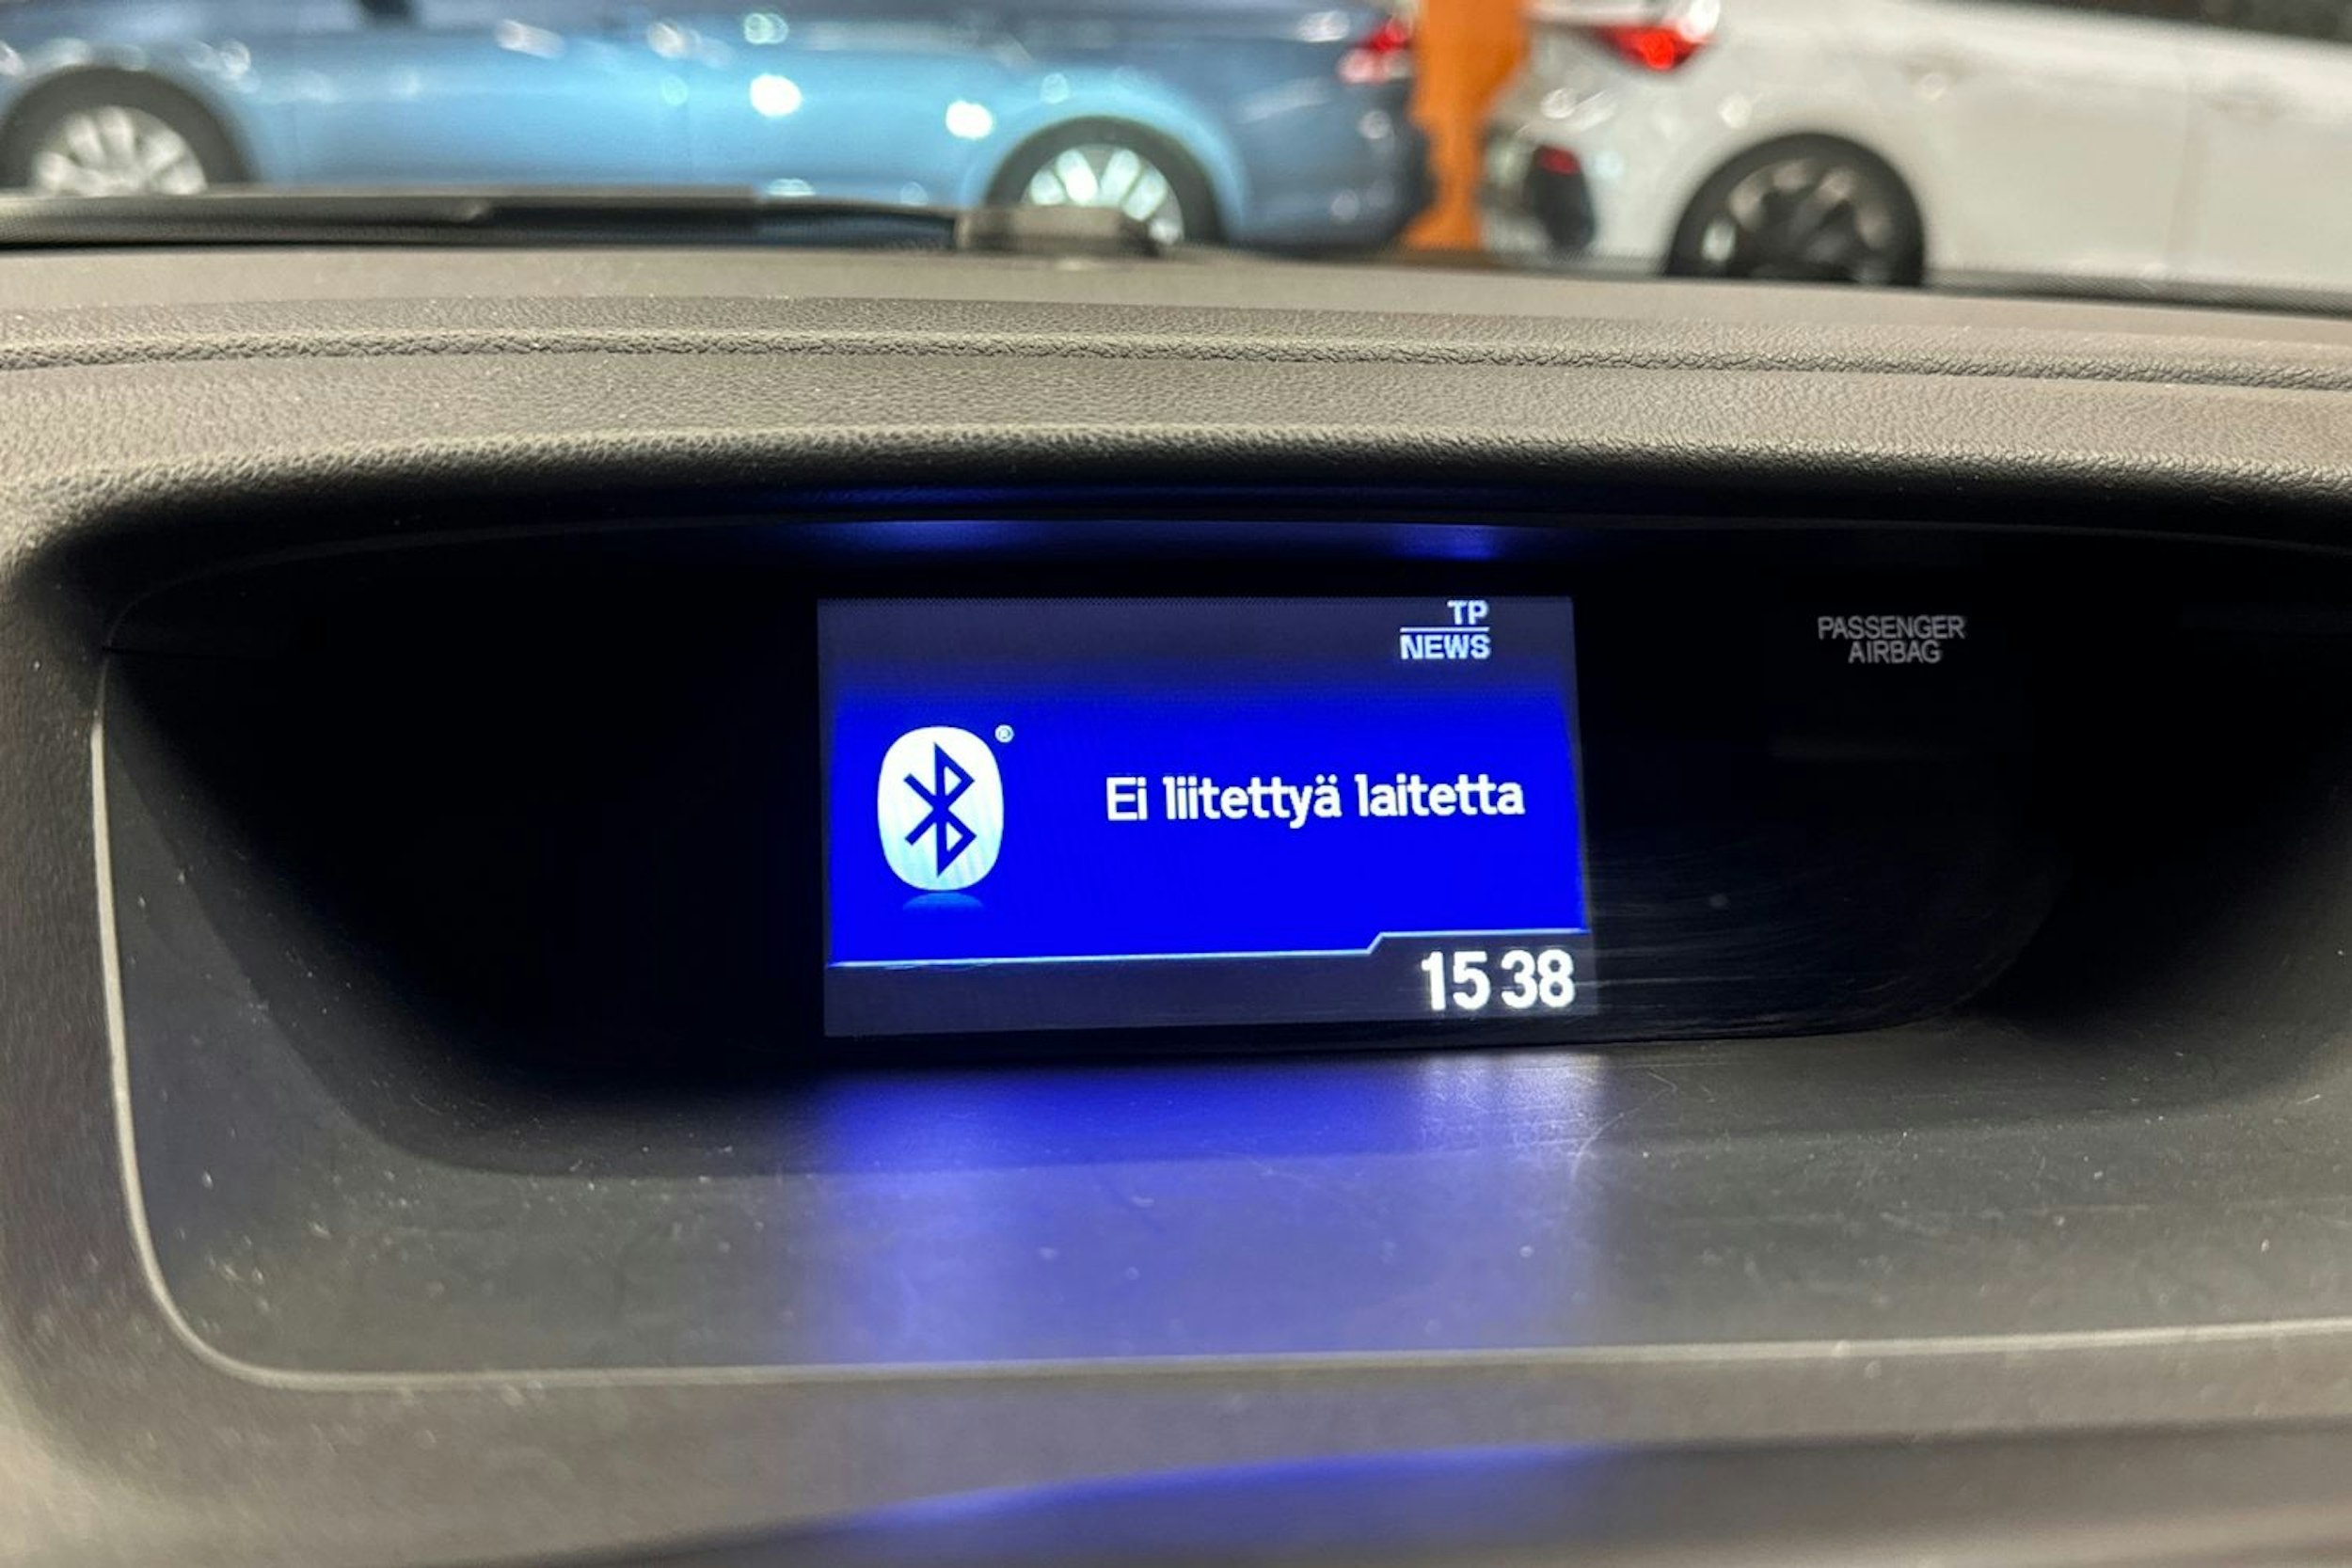 TP
NEWS
PASSENGER
AIRBAG
®
Ei liitettyä laitetta
15 38